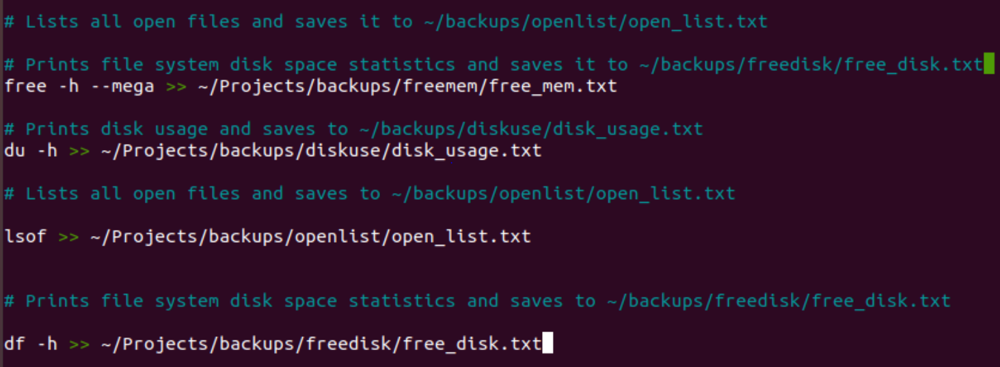 # Lists all open files and saves it to ~/backups/openlist/open_list.txt
# Prints file system disk space statistics and saves it to ~/backups/freedisk/free_disk.txt
free -h --mega >> ~/Projects/backups/freemem/free_mem.txt
# Prints disk usage and saves to ~/backups/diskuse/disk_usage.txt
du -h >> ~/Projects/backups/diskuse/disk_usage.txt
# Lists all open files and saves to ~/backups/openlist/open_list.txt
lsof >> ~/Projects/backups/openlist/open_list.txt
# Prints file system disk space statistics and saves to ~/backups/freedisk/free_disk.txt
df -h >> ~/Projects/backups/freedisk/free_disk.txt